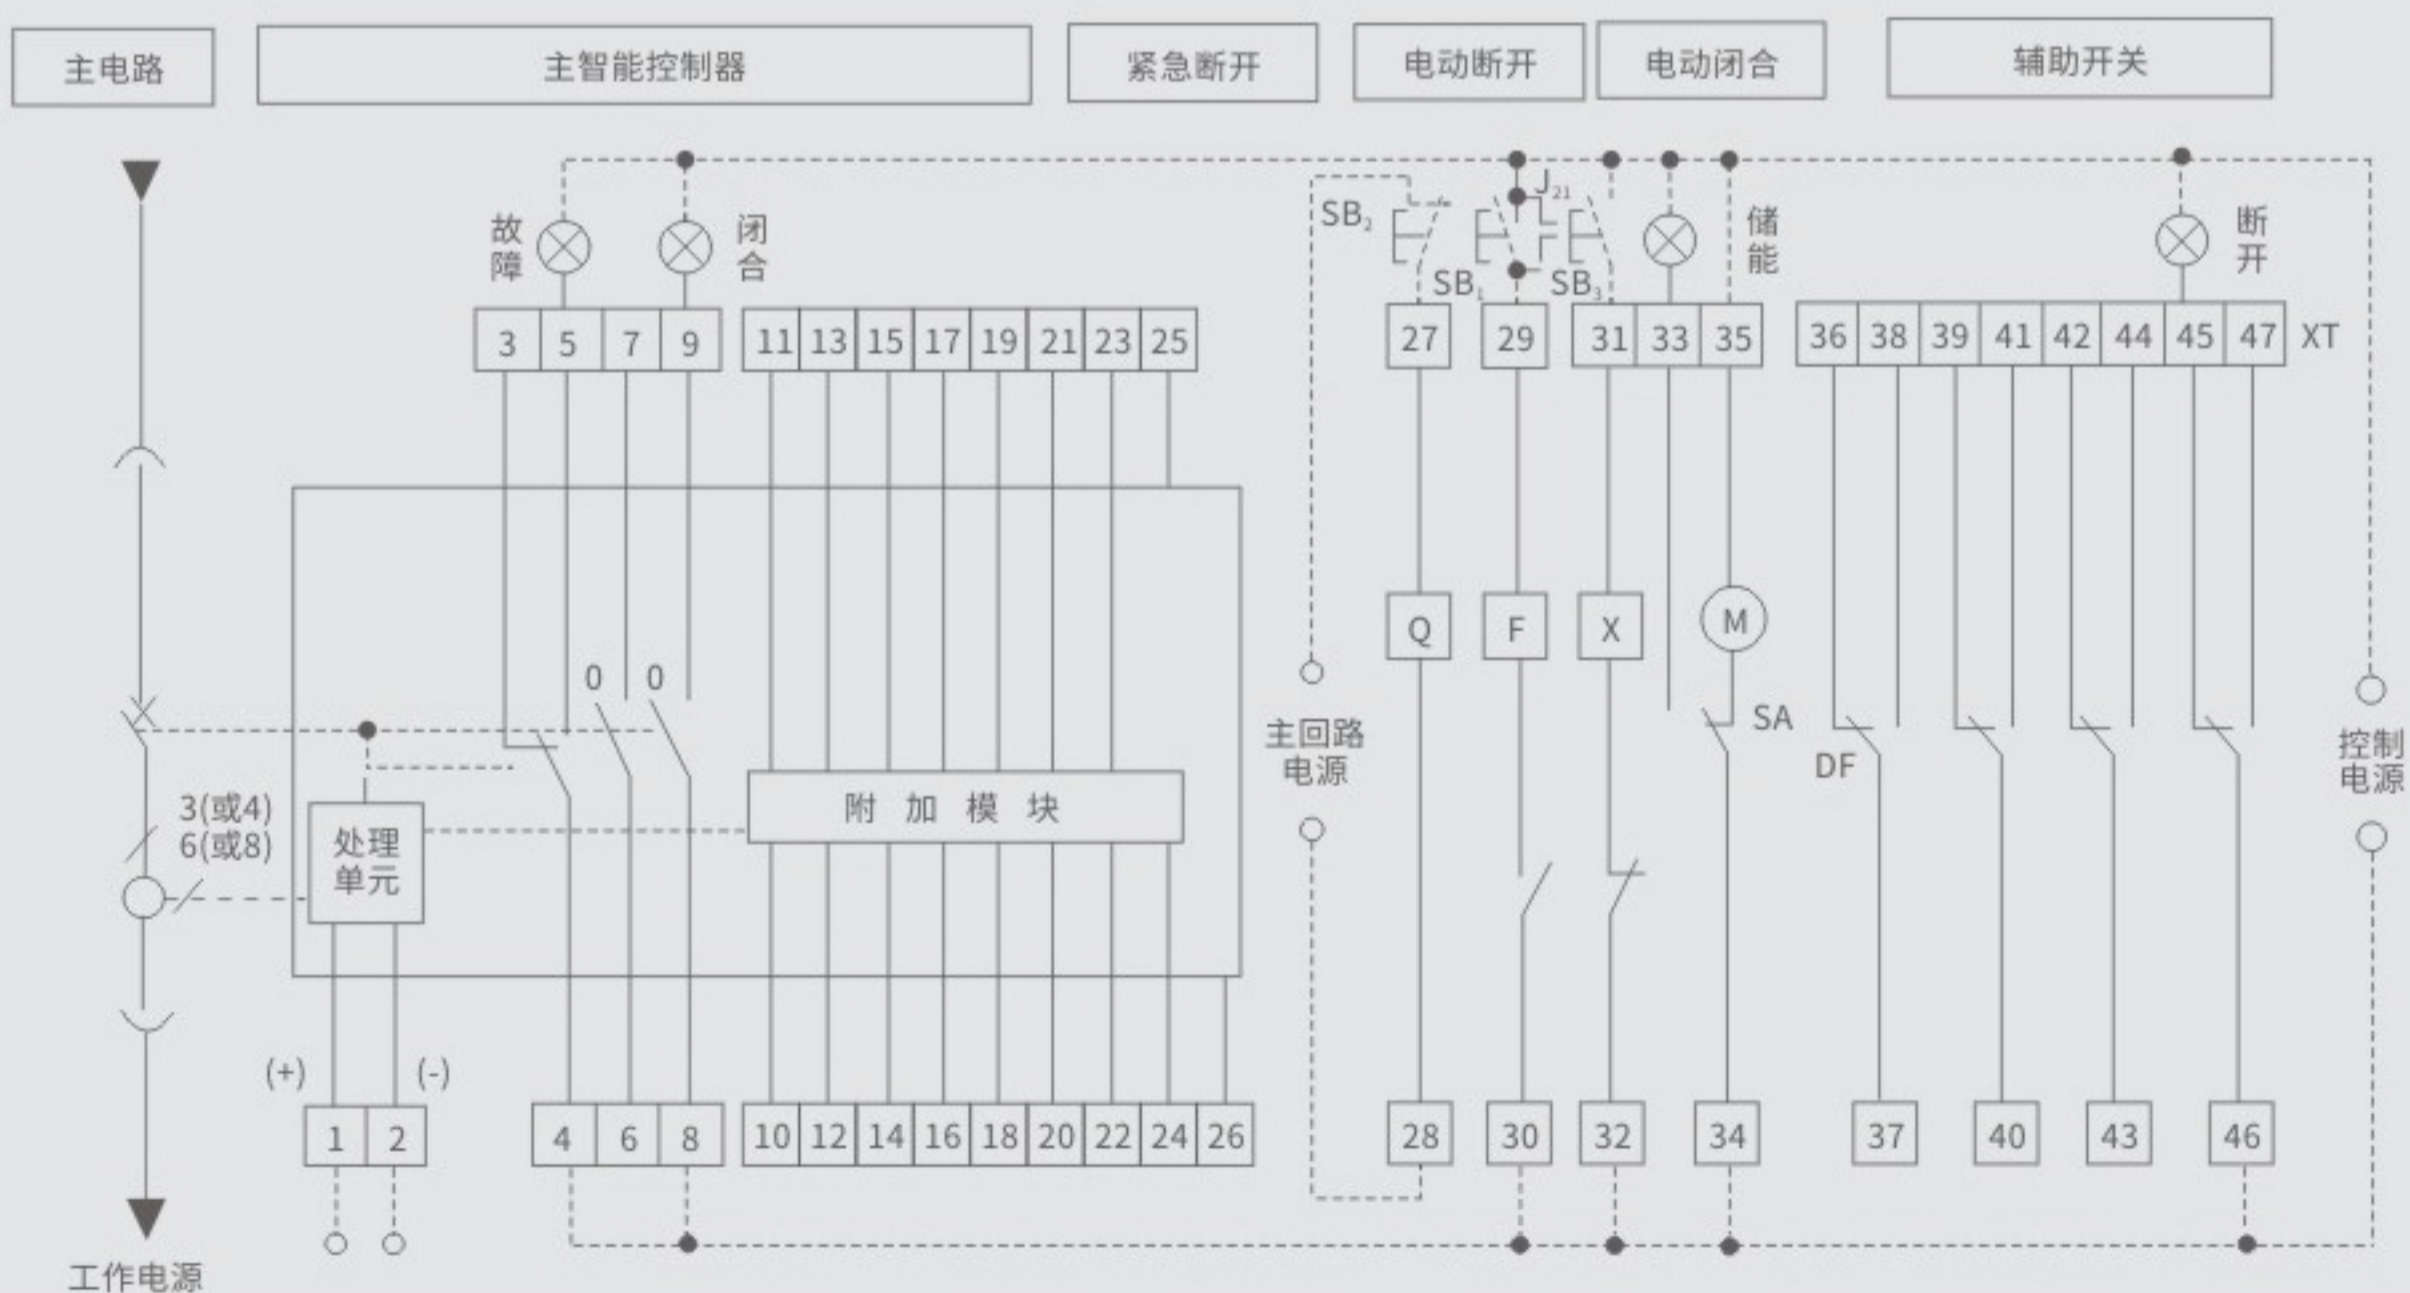 主电路
主智能控制器
紧急断开
电动断开
电动闭合
辅助开关
故障
闭合
SB₂
J₂₁
SB₁
SB₃
储能
断开
3 5 7 9
11 13 15 17 19 21 23 25
27
29
31 33 35
36 38 39 41 42 44 45 47 XT
Q
F
X
M
0 0
SA
DF
主回路
电源
控制
电源
3(或4)
6(或8)
处理
单元
附加模块
(+)
(-)
1 2
4 6 8
10 12 14 16 18 20 22 24 26
28
30
32
34
37
40
43
46
工作电源